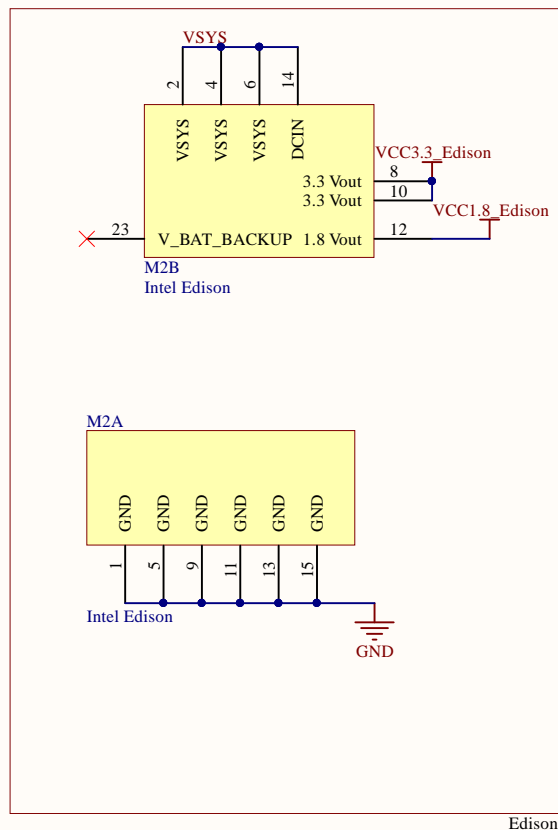 VSYS
2
4
6
14
VSYS
VSYS
VSYS
DCIN
VCC3.3_Edison
3.3 Vout 8
3.3 Vout 10
VCC1.8_Edison
23 V_BAT_BACKUP 1.8 Vout 12
M2B
Intel Edison
M2A
GND
GND
GND
GND
GND
GND
1
5
9
11
13
15
Intel Edison
GND
Edison